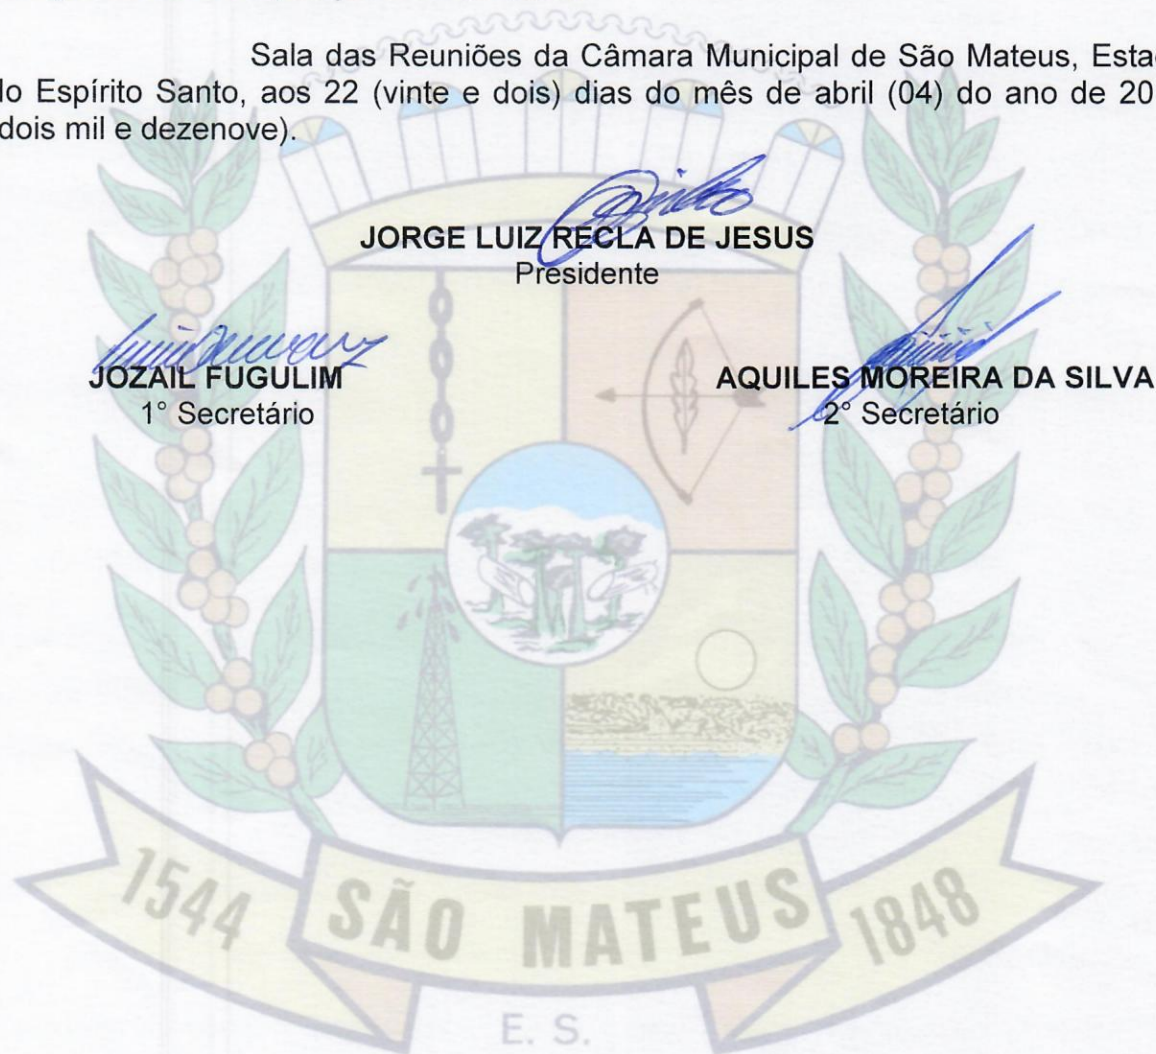 Sala das Reuniões da Câmara Municipal de São Mateus, Esta
do Espírito Santo, aos 22 (vinte e dois) dias do mês de abril (04) do ano de 20
dois mil e dezenove).
JORGE LUIZ RECLA DE JESUS
Presidente
JOZAIL FUGULIM
1° Secretário
AQUILES MOREIRA DA SILVA
2° Secretário
1544
SÃO MATEUS
1848
E. S.